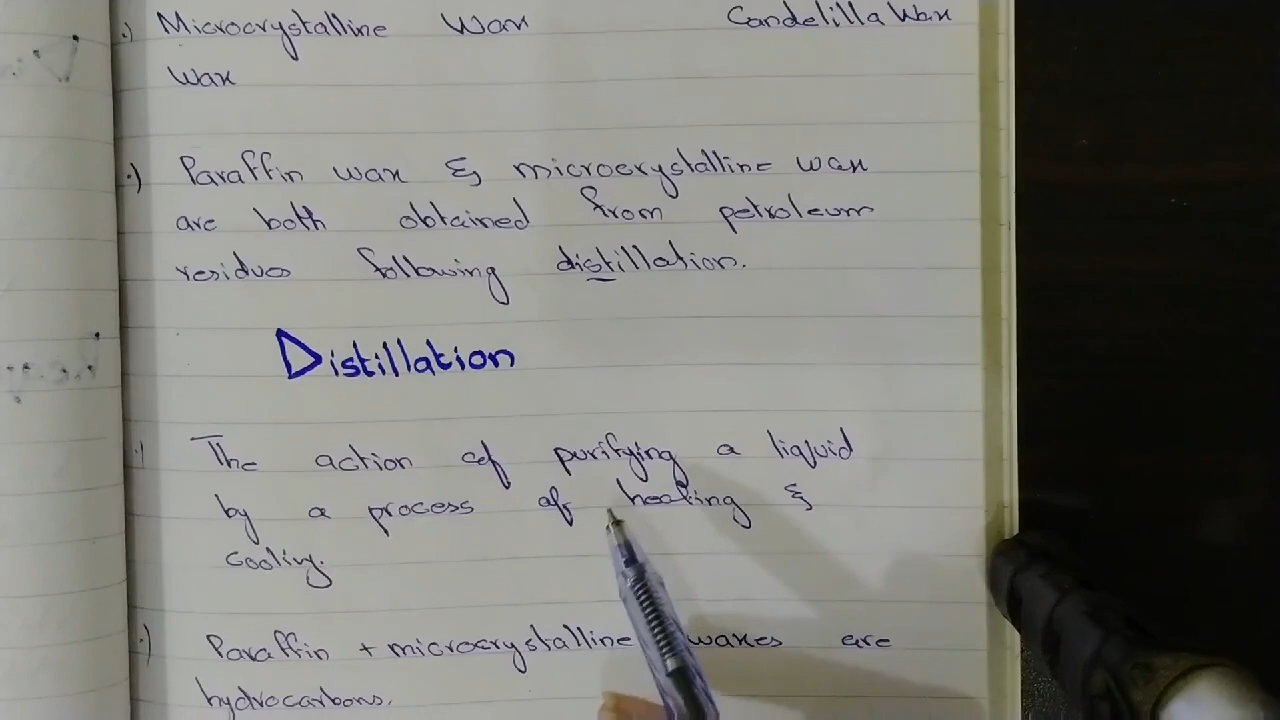 .) Microcrystalline Wax Candelilla Wax
Wax
.) Paraffin wax & microcrystalline wax
are both obtained from petroleum
residues following distillation.
Distillation
.) The action of purifying a liquid
by a process of heating &
cooling.
.) Paraffin + microcrystalline waxes are
hydrocarbons.